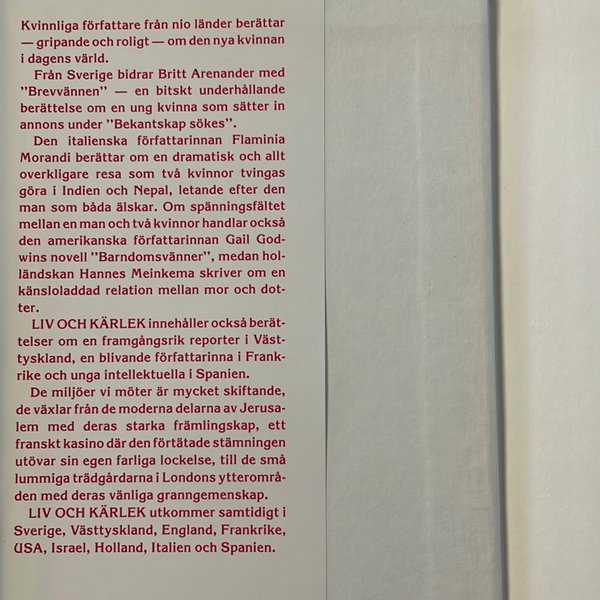 Kvinnliga författare från nio länder berättar
— gripande och roligt — om den nya kvinnan
i dagens värld.
Från Sverige bidrar Britt Arenander med
”Brevvännen” — en bitskt underhållande
berättelse om en ung kvinna som sätter in
annons under ”Bekantskap sökes”.
Den italienska författarinnan Flaminia
Morandi berättar om en dramatisk och allt
overkligare resa som två kvinnor tvingas
göra i Indien och Nepal, letande efter den
man som båda älskar. Om spänningsfältet
mellan en man och två kvinnor handlar också
den amerikanska författarinnan Gail God-
wins novell ”Barndomsvänner”, medan hol-
ländskan Hannes Meinkema skriver om en
känsloladdad relation mellan mor och dot-
ter.
LIV OCH KÄRLEK innehåller också berät-
telser om en framgångsrik reporter i Väst-
tyskland, en blivande författarinna i Frank-
rike och unga intellektuella i Spanien.
De miljöer vi möter är mycket skiftande,
de växlar från de moderna delarna av Jerusa-
lem med deras starka främlingskap, ett
franskt kasino där den förtätade stämningen
utövar sin egen farliga lockelse, till de små
lummiga trädgårdarna i Londons ytterområ-
den med deras vänliga granngemenskap.
LIV OCH KÄRLEK utkommer samtidigt i
Sverige, Västtyskland, England, Frankrike,
USA, Israel, Holland, Italien och Spanien.